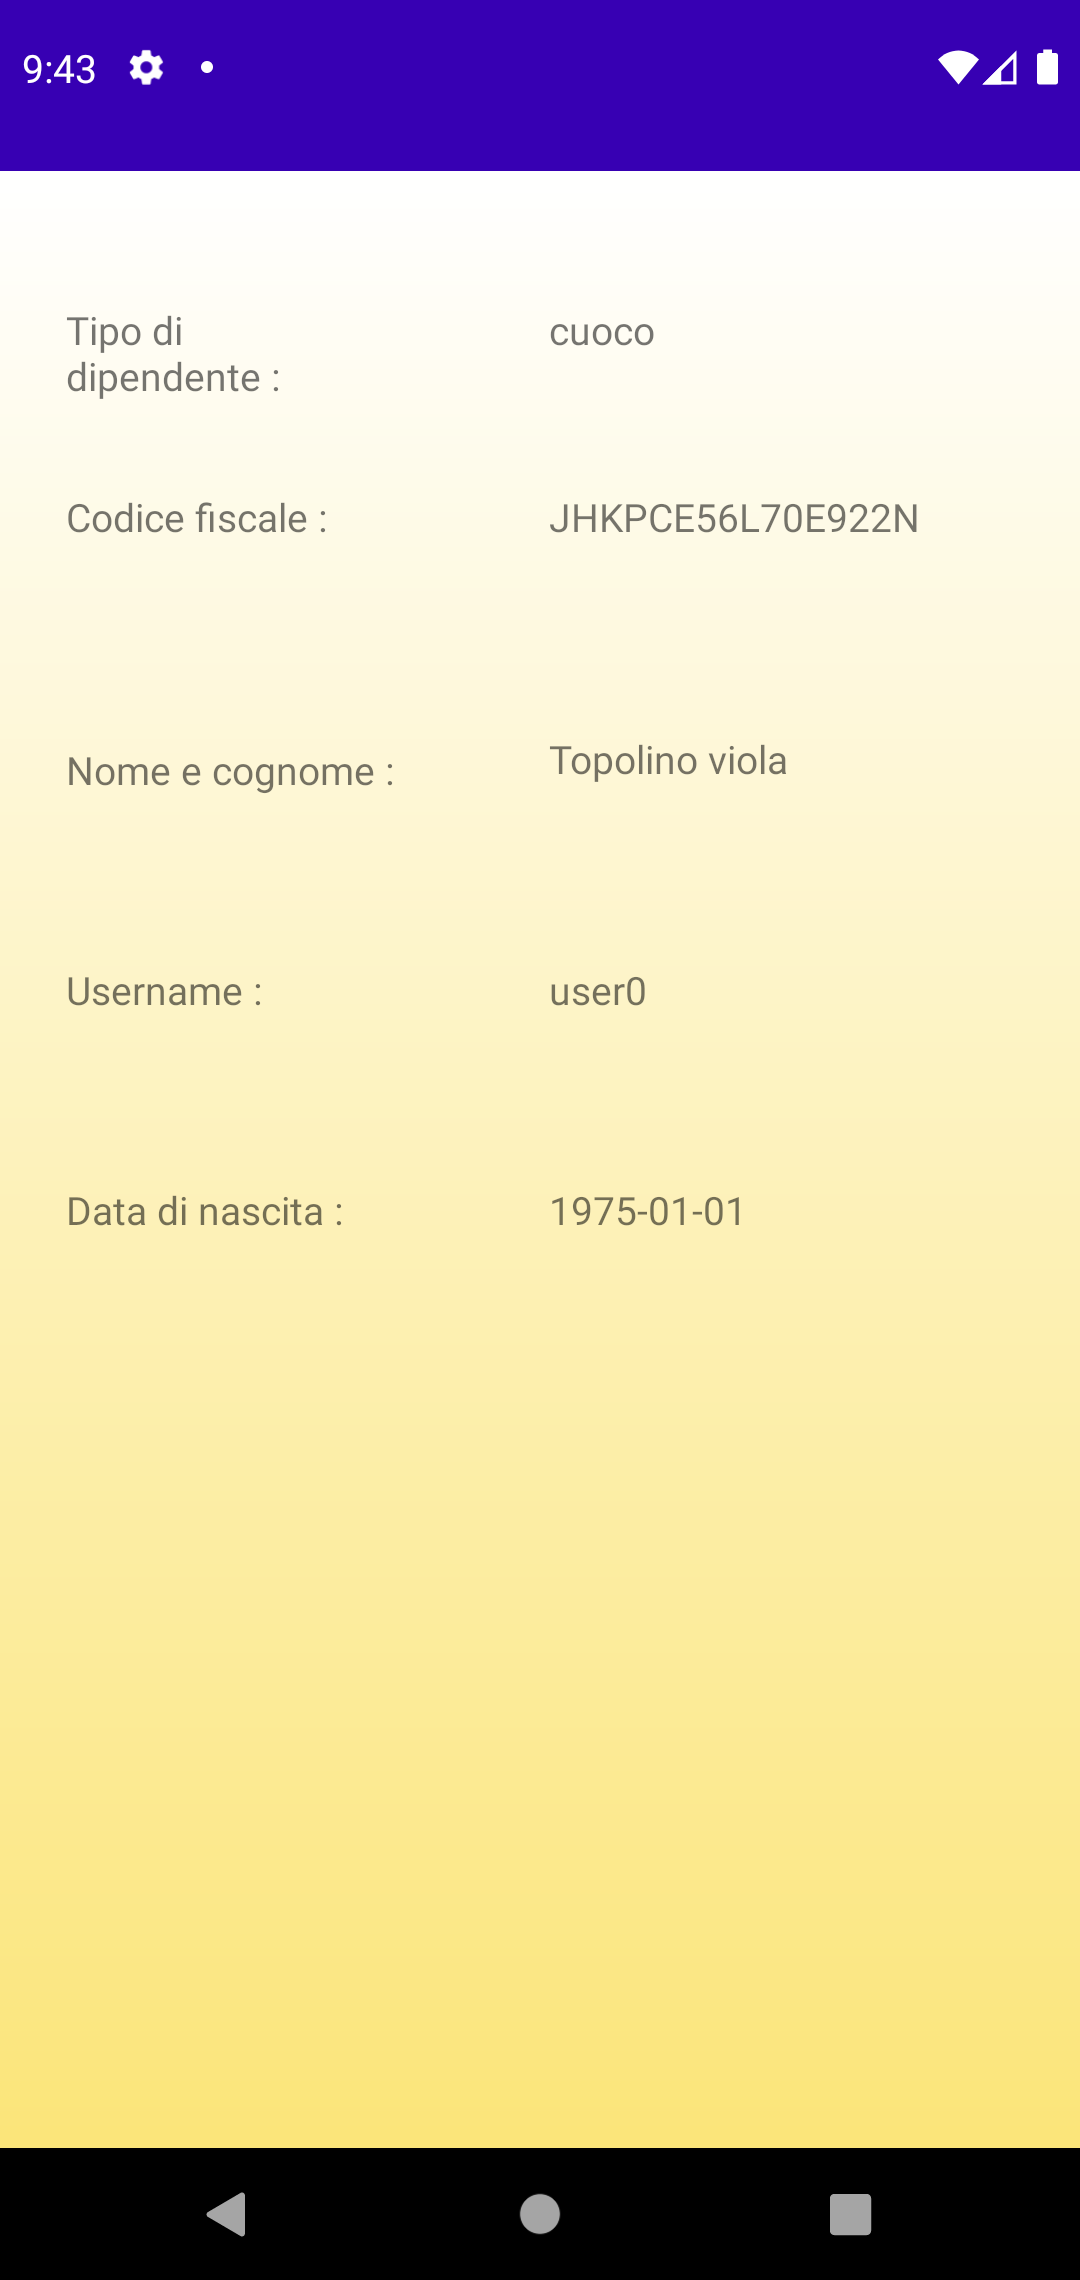 9:43
Tipo di
dipendente :
cuoco
Codice fiscale :
JHKPCE56L70E922N
Nome e cognome :
Topolino viola
Username :
user0
Data di nascita :
1975-01-01